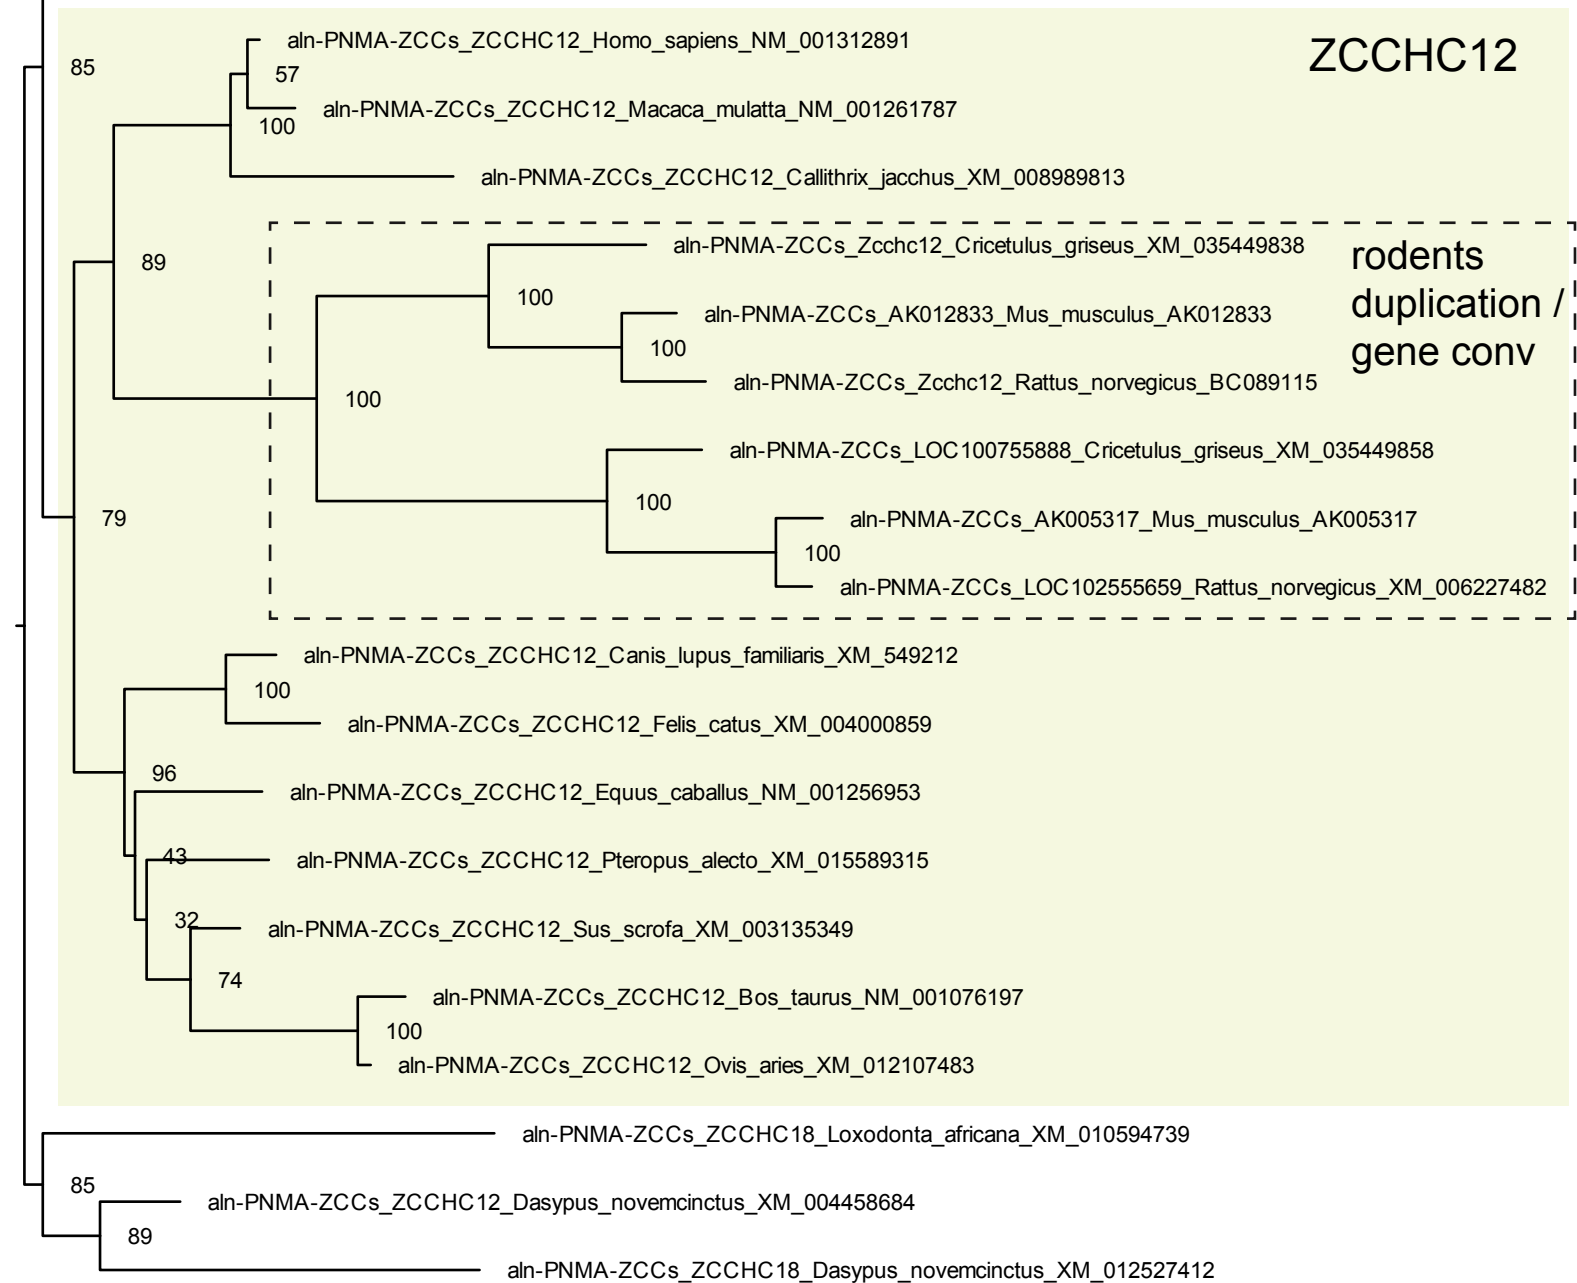 aln-PNMA-ZCCs_ZCCHC12_Homo_sapiens_NM_001312891
ZCCHC12
85
57
aln-PNMA-ZCCs_ZCCHC12_Macaca_mulatta_NM_001261787
100
aln-PNMA-ZCCs_ZCCHC12_Callithrix_jacchus_XM_008989813
aln-PNMA-ZCCs_Zcchc12_Cricetulus_griseus_XM_035449838
rodents
duplication /
gene conv
89
100
aln-PNMA-ZCCs_AK012833_Mus_musculus_AK012833
100
aln-PNMA-ZCCs_Zcchc12_Rattus_norvegicus_BC089115
100
aln-PNMA-ZCCs_LOC100755888_Cricetulus_griseus_XM_035449858
100
79
aln-PNMA-ZCCs_AK005317_Mus_musculus_AK005317
100
aln-PNMA-ZCCs_LOC102555659_Rattus_norvegicus_XM_006227482
aln-PNMA-ZCCs_ZCCHC12_Canis_lupus_familiaris_XM_549212
100
aln-PNMA-ZCCs_ZCCHC12_Felis_catus_XM_004000859
96
aln-PNMA-ZCCs_ZCCHC12_Equus_caballus_NM_001256953
43
aln-PNMA-ZCCs_ZCCHC12_Pteropus_alecto_XM_015589315
32
aln-PNMA-ZCCs_ZCCHC12_Sus_scrofa_XM_003135349
74
aln-PNMA-ZCCs_ZCCHC12_Bos_taurus_NM_001076197
100
aln-PNMA-ZCCs_ZCCHC12_Ovis_aries_XM_012107483
aln-PNMA-ZCCs_ZCCHC18_Loxodonta_africana_XM_010594739
85
aln-PNMA-ZCCs_ZCCHC12_Dasypus_novemcinctus_XM_004458684
89
aln-PNMA-ZCCs_ZCCHC18_Dasypus_novemcinctus_XM_012527412